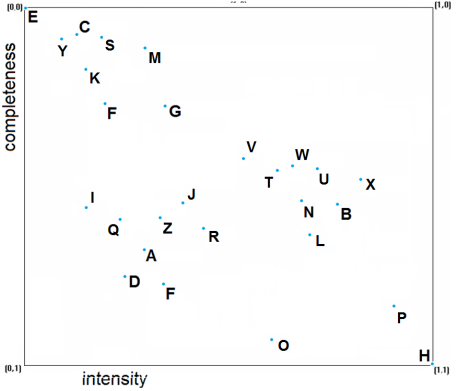 [0.0)
[1,0)
E
C
Y
S
M
K
F
G
V
W
T
U
X
I
J
N
B
Q
Z
R
L
A
D
F
P
O
H
(0,1)
[1.1)
completeness
intensity